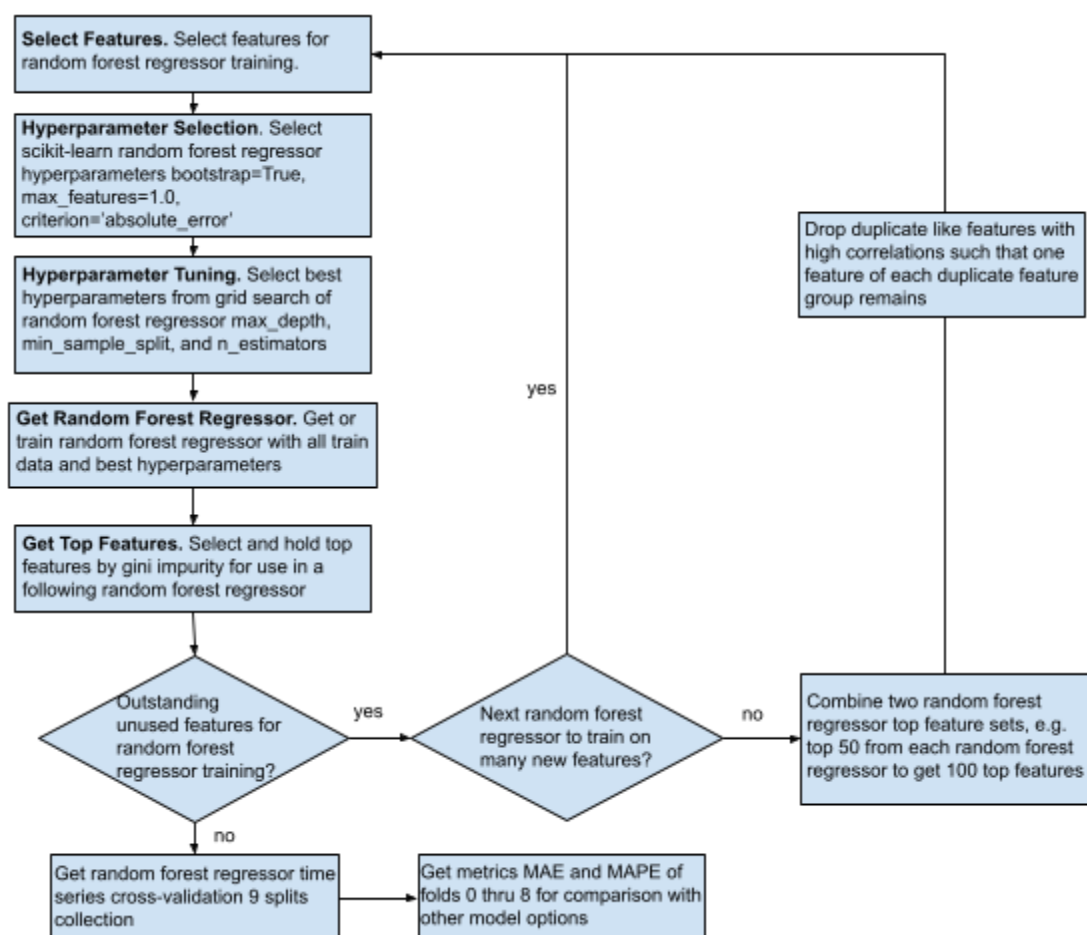 Select Features. Select features for
random forest regressor training.
Hyperparameter Selection. Select
scikit-learn random forest regressor
hyperparameters bootstrap=True,
max_features=1.0,
criterion='absolute_error'
Hyperparameter Tuning. Select best
hyperparameters from grid search of
random forest regressor max_depth,
min_sample_split, and n_estimators
Get Random Forest Regressor. Get or
train random forest regressor with all train
data and best hyperparameters
Get Top Features. Select and hold top
features by gini impurity for use in a
following random forest regressor
Outstanding
unused features for
random forest
regressor training?
yes
no
Next random forest
regressor to train on
many new features?
yes
no
Combine two random forest
regressor top feature sets, e.g.
top 50 from each random forest
regressor to get 100 top features
Drop duplicate like features with
high correlations such that one
feature of each duplicate feature
group remains
Get random forest regressor time
series cross-validation 9 splits
collection
Get metrics MAE and MAPE of
folds 0 thru 8 for comparison with
other model options